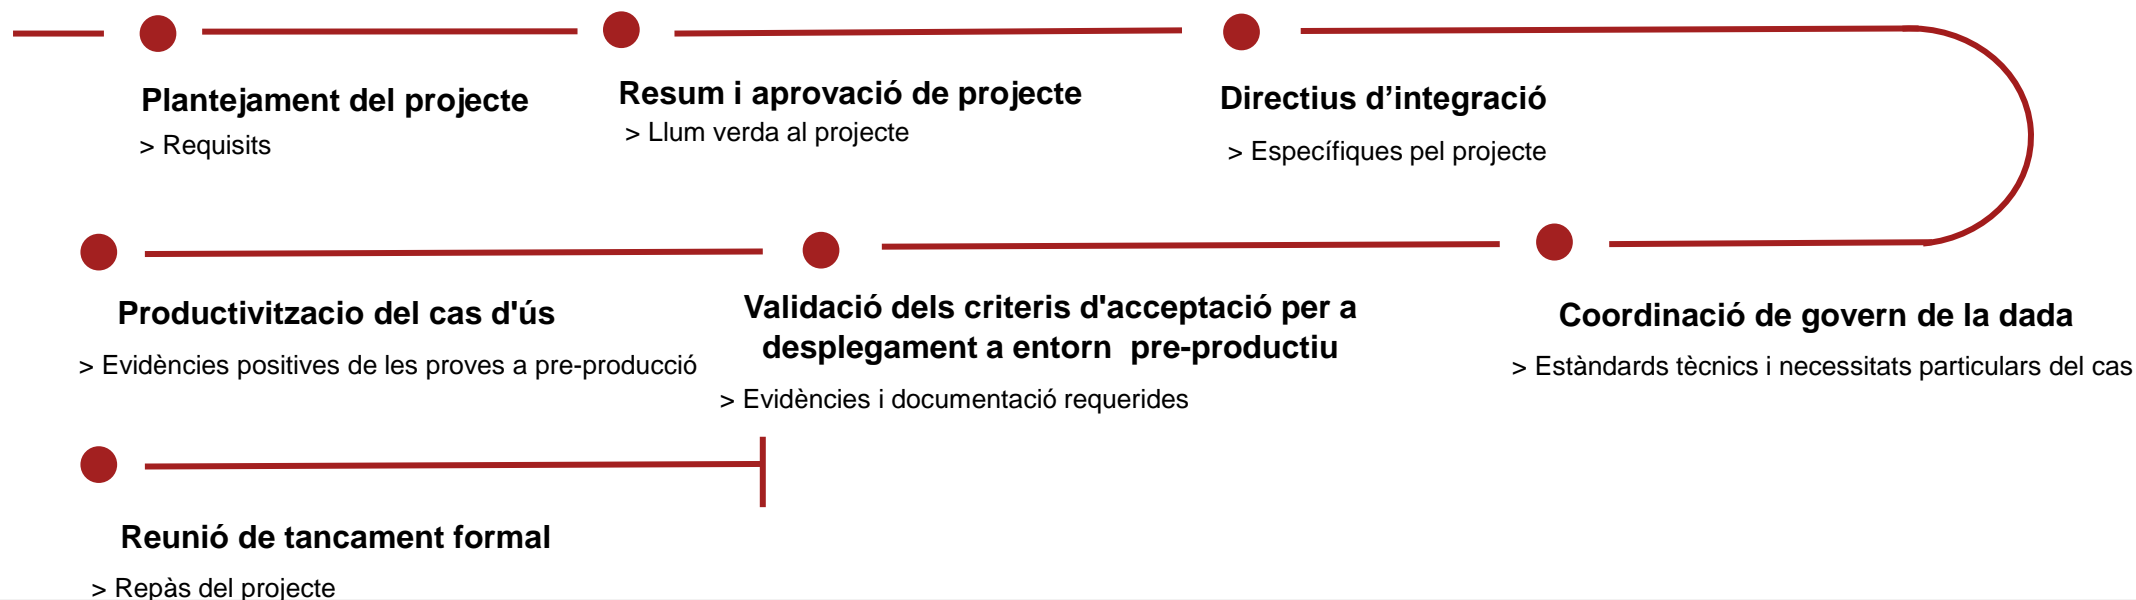 Plantejament del projecte
> Requisits
Resum i aprovació de projecte
> Llum verda al projecte
Directius d’integració
> Específiques pel projecte
Productivitzacio del cas d'ús
> Evidències positives de les proves a pre-producció
Validació dels criteris d'acceptació per a
desplegament a entorn  pre-productiu
> Evidències i documentació requerides
Coordinació de govern de la dada
> Estàndards tècnics i necessitats particulars del cas
Reunió de tancament formal
> Repàs del projecte